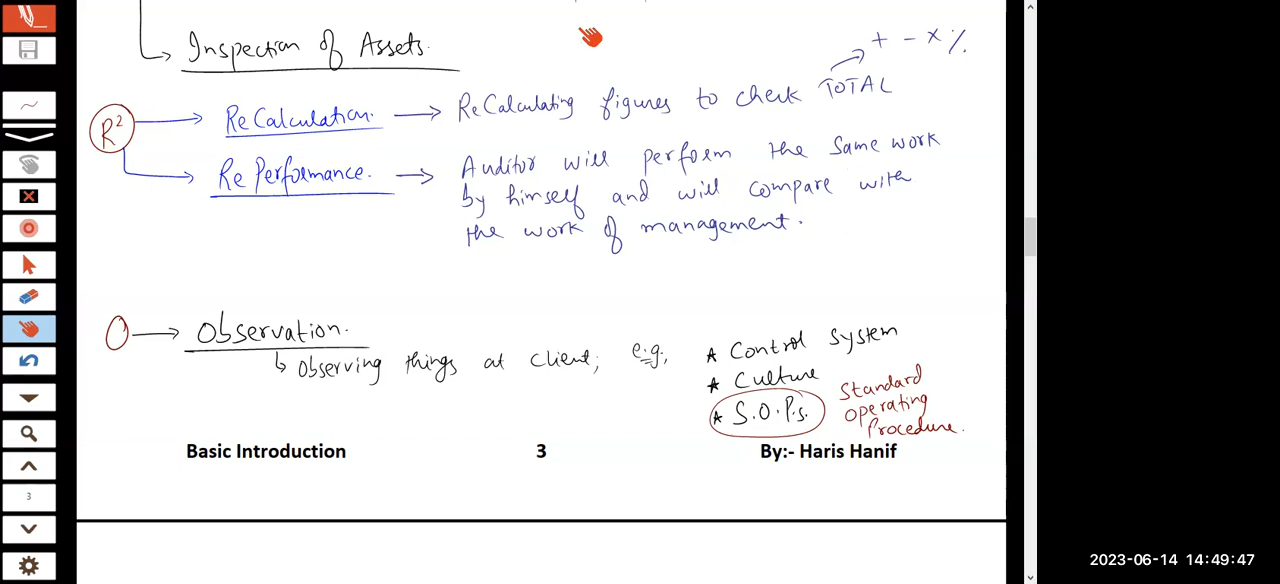 Inspection of Assets.
+ - × %
R² ReCalculation. → ReCalculating figures to check TOTAL
RePerformance. → Auditor will perform the same work
by himself and will compare with
the work of management.
O → Observation.
Observing things at client, e.g,
★ Control System
★ Culture
★ S.O.P.s.
Standard
Operating
Procedure.
Basic Introduction 3 By:- Haris Hanif
3
2023-06-14 14:49:47